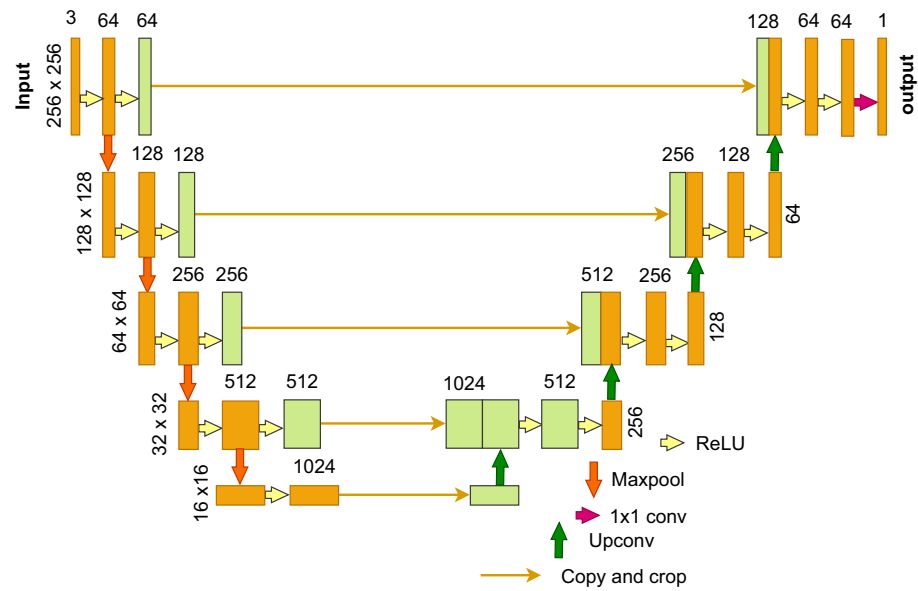 3 64 64 128 64 64 1
Input
256 x 256
output
128 128 256 128
128 x 128
64
256 256 512 256
64 x 64
128
512 512 1024 512
32 x 32
256
ReLU
1024
16 x16
Maxpool
1x1 conv
Upconv
Copy and crop